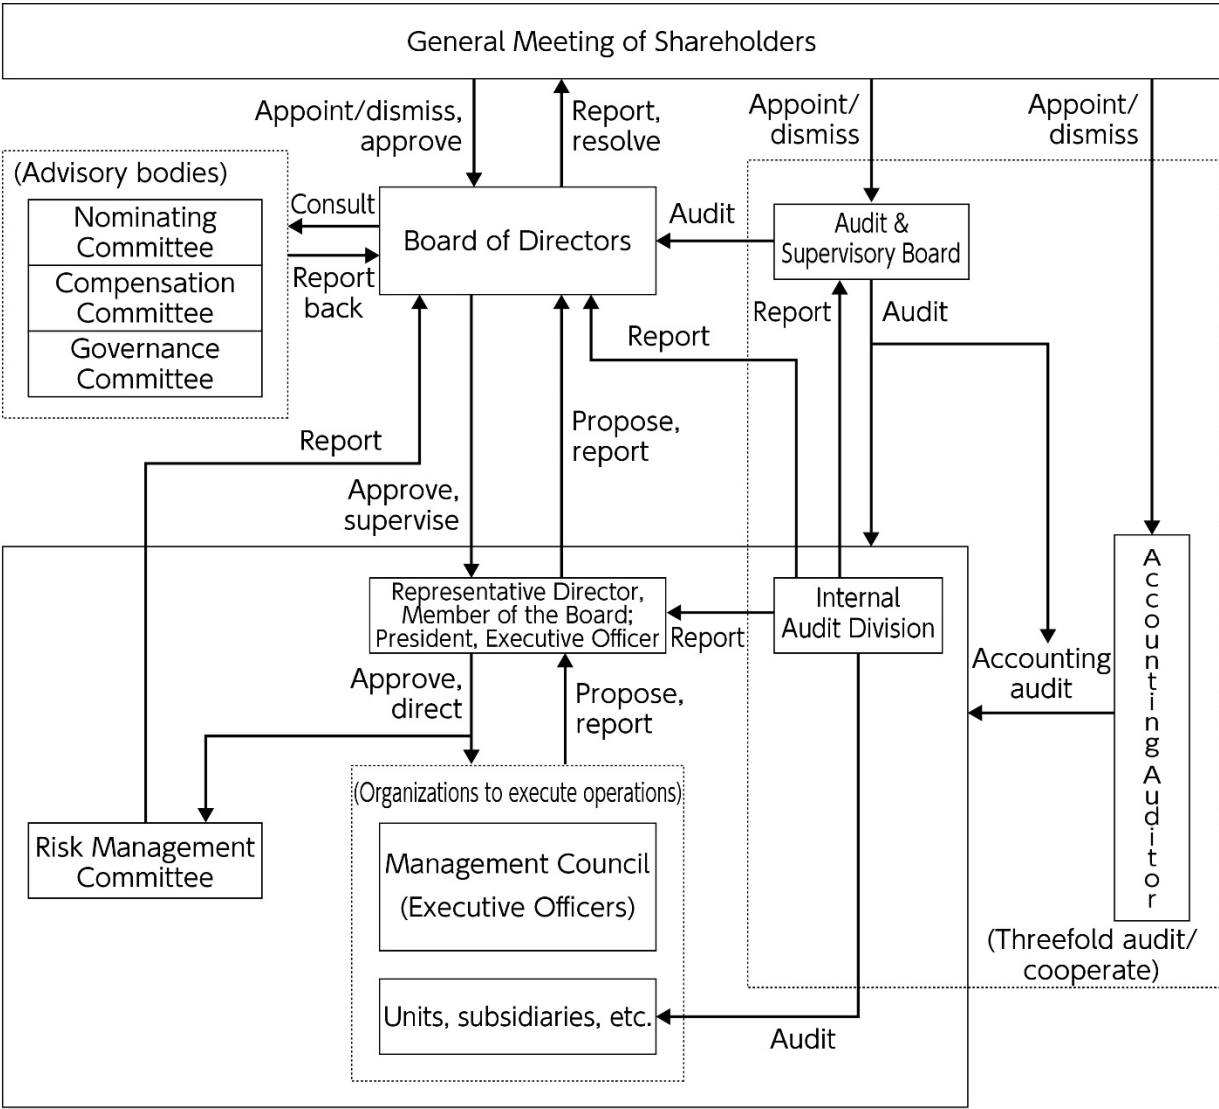 General Meeting of Shareholders
Appoint/dismiss,
approve
Report,
resolve
Appoint/
dismiss
Appoint/
dismiss
(Advisory bodies)
Nominating
Committee
Compensation
Committee
Governance
Committee
Consult
Report
back
Board of Directors
Audit
Audit &
Supervisory Board
Report
Audit
Report
Report
Propose,
report
Approve,
supervise
Representative Director,
Member of the Board;
President, Executive Officer
Report
Internal
Audit Division
Accounting
audit
Accounting Auditor
Approve,
direct
Propose,
report
(Organizations to execute operations)
Risk Management
Committee
Management Council
(Executive Officers)
Units, subsidiaries, etc.
Audit
(Threefold audit/
cooperate)